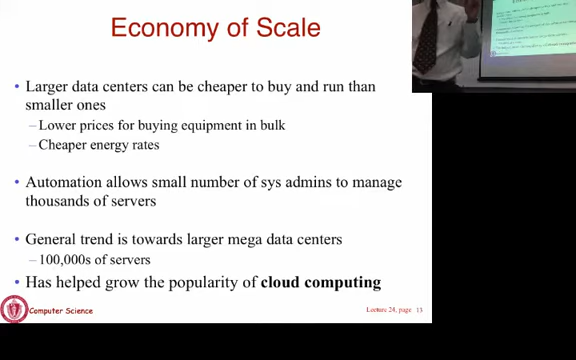 Economy of Scale
• Larger data centers can be cheaper to buy and run than
smaller ones
– Lower prices for buying equipment in bulk
– Cheaper energy rates
• Automation allows small number of sys admins to manage
thousands of servers
• General trend is towards larger mega data centers
– 100,000s of servers
• Has helped grow the popularity of cloud computing
Computer Science
Lecture 24, page 13